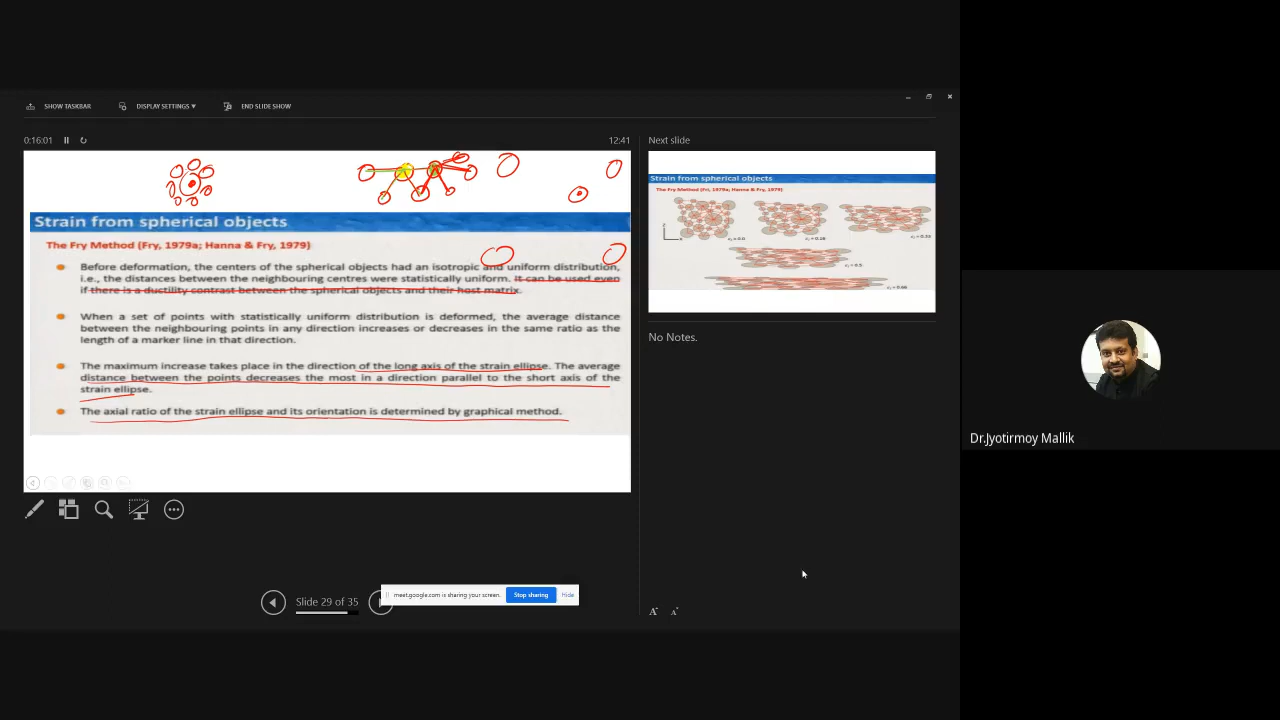 SHOW TASKBAR
DISPLAY SETTINGS ▾
END SLIDE SHOW
0:16:01
12:41
Next slide
Strain from spherical objects
The Fry Method (Fry, 1979a; Hanna & Fry, 1979)
Before deformation, the centers of the spherical objects had an isotropic and uniform distribution,
i.e., the distances between the neighbouring centres were statistically uniform. It can be used even
if there is a ductility contrast between the spherical objects and their host matrix.
When a set of points with statistically uniform distribution is deformed, the average distance
between the neighbouring points in any direction increases or decreases in the same ratio as the
length of a marker line in that direction.
The maximum increase takes place in the direction of the long axis of the strain ellipse. The average
distance between the points decreases the most in a direction parallel to the short axis of the
strain ellipse.
The axial ratio of the strain ellipse and its orientation is determined by graphical method.
Strain from spherical objects
The Fry Method (Fry, 1979a; Hanna & Fry, 1979)
No Notes.
Dr.Jyotirmoy Mallik
Slide 29 of 35
meet.google.com is sharing your screen.
Stop sharing
Hide
A
A